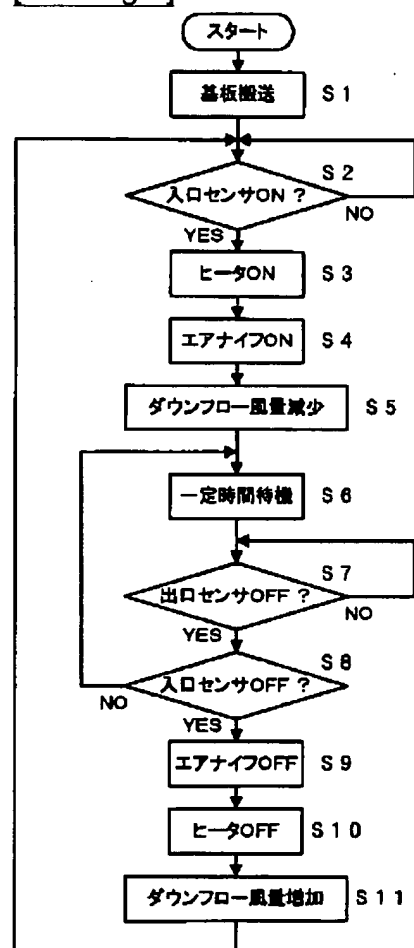 スタート
基板搬送 S1
入口センサON ? S2
NO
YES
ヒータON S3
エアナイフON S4
ダウンフロー風量減少 S5
一定時間待機 S6
出口センサOFF ? S7
NO
YES
入口センサOFF ? S8
NO
YES
エアナイフOFF S9
ヒータOFF S10
ダウンフロー風量増加 S11